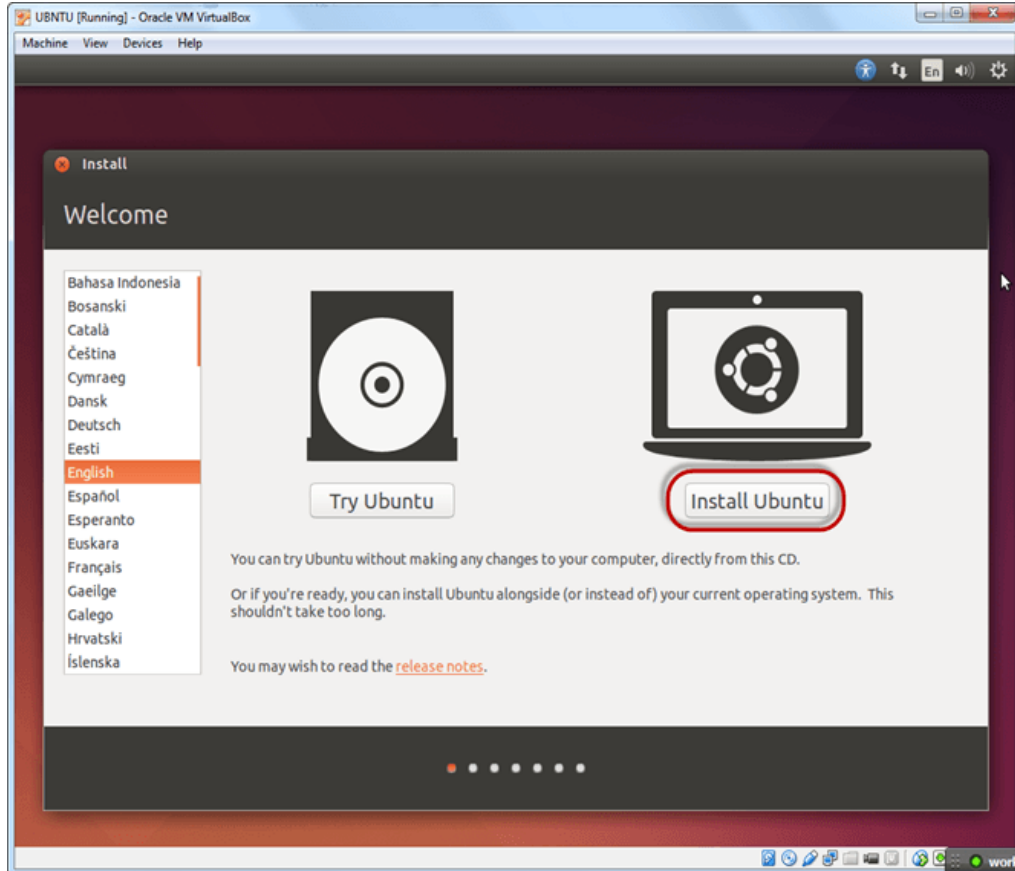 UBNTU [Running] - Oracle VM VirtualBox
Machine View Devices Help
En
Install
Welcome
Bahasa Indonesia
Bosanski
Català
Čeština
Cymraeg
Dansk
Deutsch
Eesti
English
Español
Esperanto
Euskara
Français
Gaeilge
Galego
Hrvatski
Íslenska
Try Ubuntu
Install Ubuntu
You can try Ubuntu without making any changes to your computer, directly from this CD.
Or if you're ready, you can install Ubuntu alongside (or instead of) your current operating system. This
shouldn't take too long.
You may wish to read the release notes.